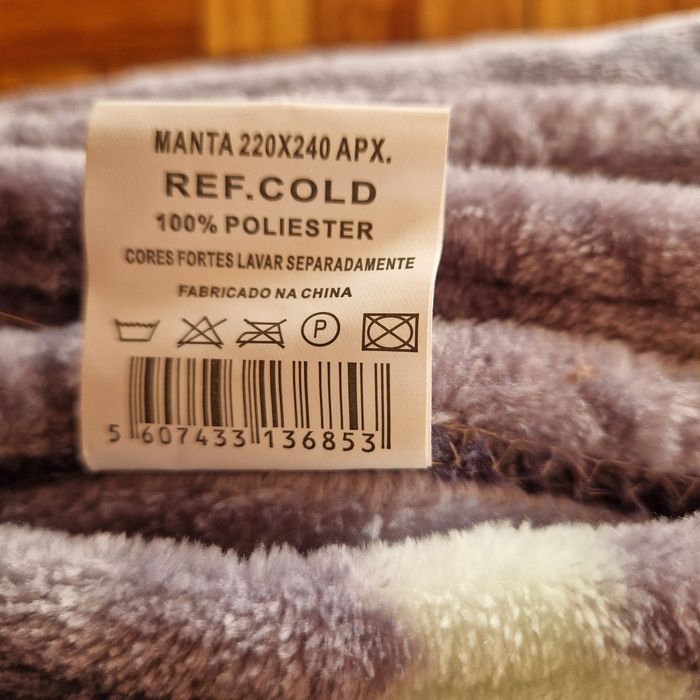 MANTA 220X240 APX.
REF.COLD
100% POLIESTER
CORES FORTES LAVAR SEPARADAMENTE
FABRICADO NA CHINA
P
5 607433 136853